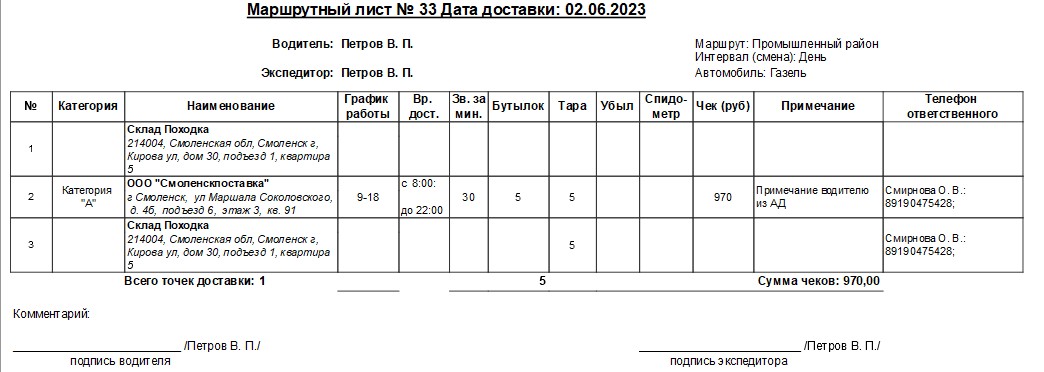 Маршрутный лист № 33 Дата доставки: 02.06.2023
Водитель: Петров В. П.
Маршрут: Промышленный район
Интервал (смена): День
Экспедитор: Петров В. П.
Автомобиль: Газель
№ Категория Наименование График работы Вр. дост. Зв. за мин. Бутылок Тара Убыл Спидо-метр Чек (руб) Примечание Телефон ответственного
1
Склад Походка
214004, Смоленская обл, Смоленск г,
Кирова ул, дом 30, подъезд 1, квартира
5
2 Категория "А"
ООО "Смоленскпоставка"
г Смоленск, ул Маршала Соколовского,
д. 4б, подъезд 6, этаж 3, кв. 91
9-18
с 8:00:
до 22:00
30 5 5 970
Примечание водителю
из АД
Смирнова О. В.:
89190475428;
3
Склад Походка
214004, Смоленская обл, Смоленск г,
Кирова ул, дом 30, подъезд 1, квартира
5
5
Смирнова О. В.:
89190475428;
Всего точек доставки: 1 5 Сумма чеков: 970,00
Комментарий:
/Петров В. П./ /Петров В. П./
подпись водителя подпись экспедитора